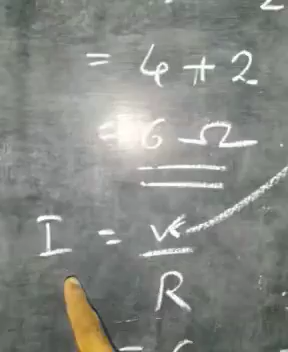 = 4 + 2
= 6 Ω
I = V
R
=